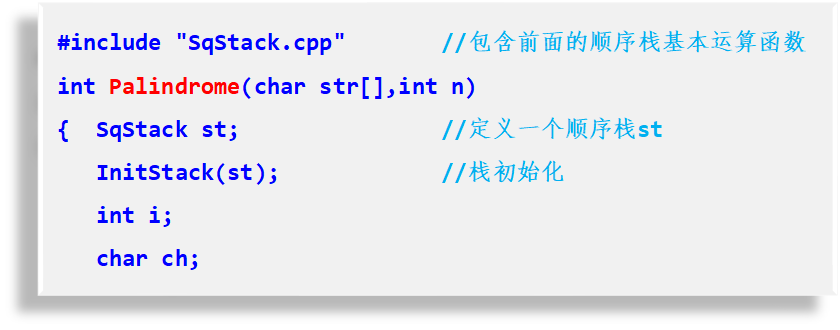 #include "SqStack.cpp" //包含前面的顺序栈基本运算函数
int Palindrome(char str[],int n)
{ SqStack st; //定义一个顺序栈st
InitStack(st); //栈初始化
int i;
char ch;